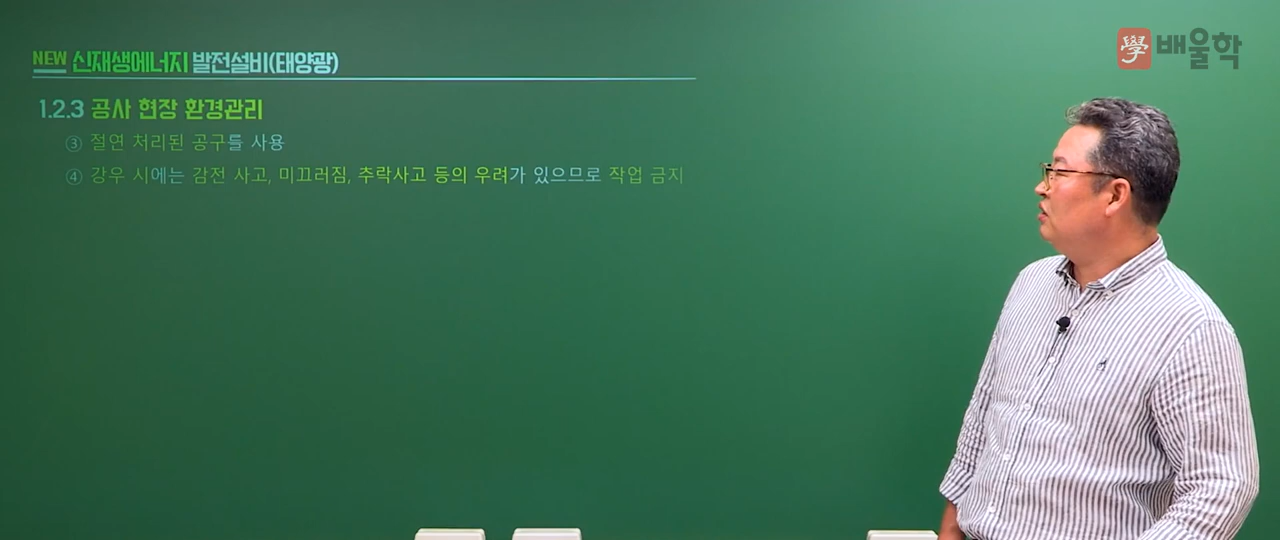 NEW 신재생에너지 발전설비(태양광)
學 배울학
1.2.3 공사 현장 환경관리
③ 절연 처리된 공구를 사용
④ 강우 시에는 감전 사고, 미끄러짐, 추락사고 등의 우려가 있으므로 작업 금지